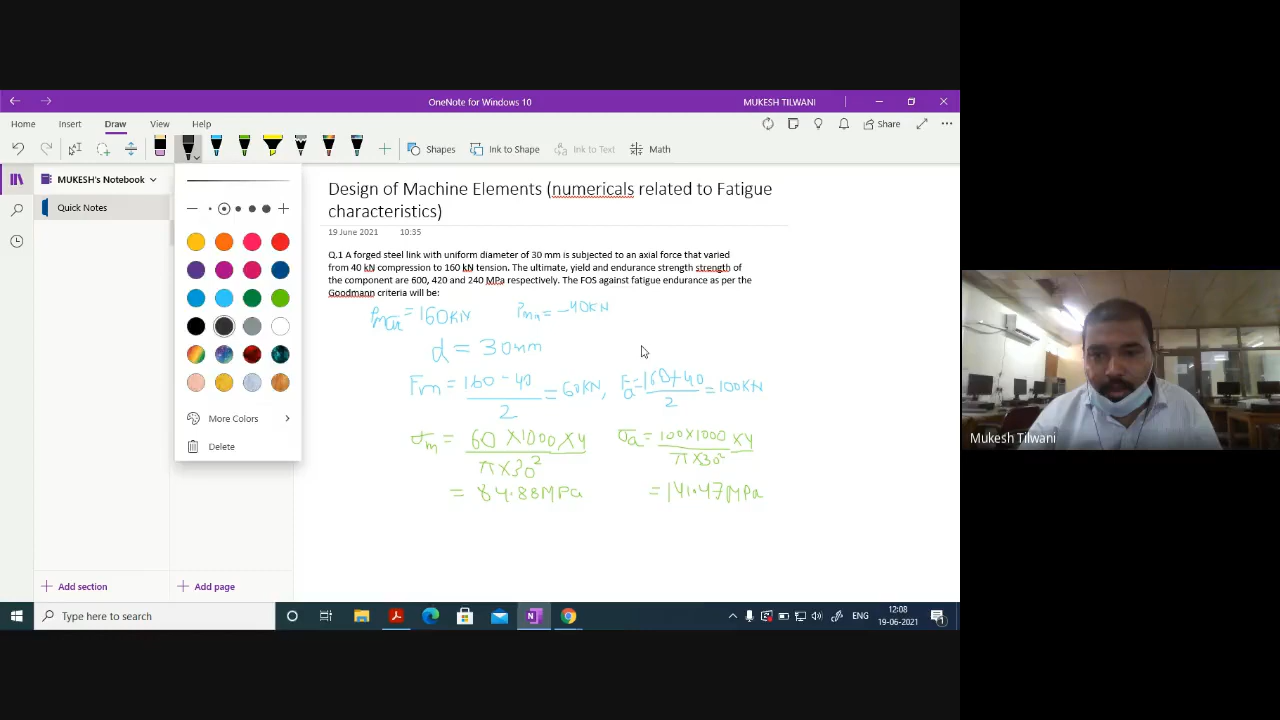 OneNote for Windows 10
MUKESH TILWANI
Home Insert Draw View Help
Share
Shapes Ink to Shape Ink to Text Math
MUKESH's Notebook
Quick Notes
Design of Machine Elements (numericals related to Fatigue
characteristics)
19 June 2021 10:35
Q.1 A forged steel link with uniform diameter of 30 mm is subjected to an axial force that varied
from 40 kN compression to 160 kN tension. The ultimate, yield and endurance strength strength of
the component are 600, 420 and 240 MPa respectively. The FOS against fatigue endurance as per the
Goodmann criteria will be:
Pmax = 160KN Pmin = -40KN
d = 30mm
Fm = 160 - 40 / 2 = 60KN, Fa = 160+40 / 2 = 100KN
σm = 60 X1000 X4 / π X30² σa = 100X1000 X4 / π X30²
= 84.88MPa = 141.47MPa
More Colors
Delete
Mukesh Tilwani
Add section
Add page
Type here to search
ENG
12:08
19-06-2021